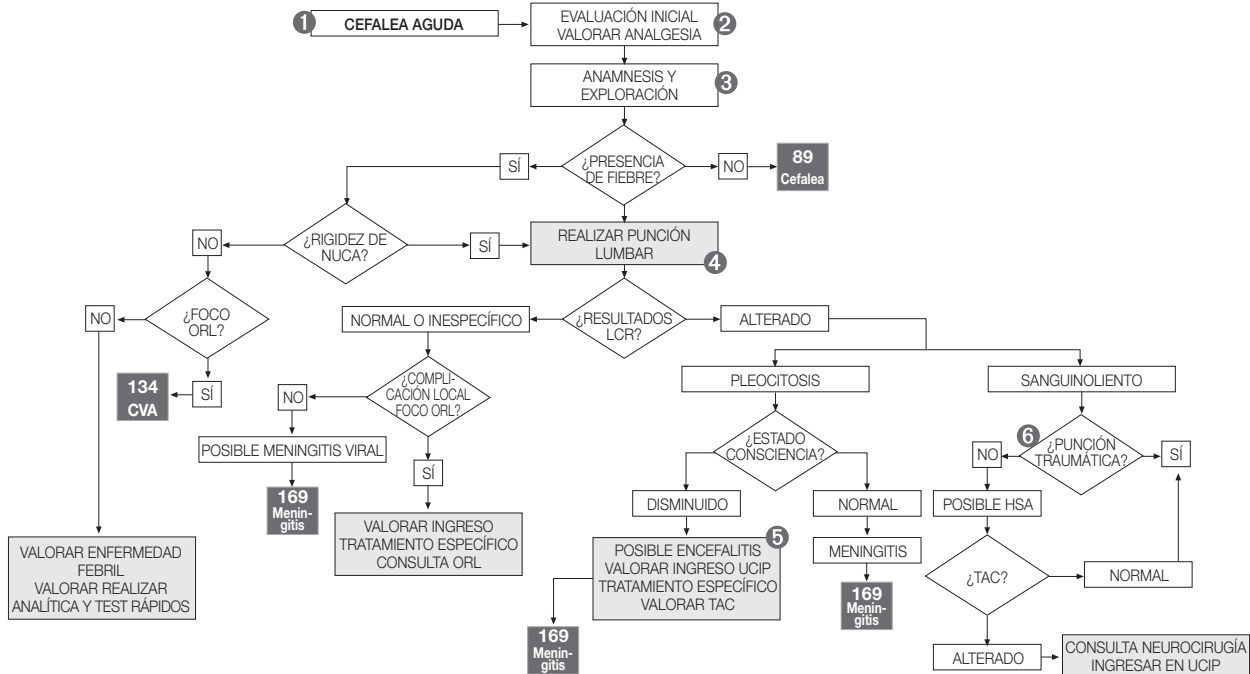 1
CEFALEA AGUDA
EVALUACIÓN INICIAL
VALORAR ANALGESIA
2
ANAMNESIS Y
EXPLORACIÓN
3
¿PRESENCIA
DE FIEBRE?
SÍ
NO
89
Cefalea
¿RIGIDEZ DE
NUCA?
NO
SÍ
REALIZAR PUNCIÓN
LUMBAR
4
¿FOCO
ORL?
NO
SÍ
134
CVA
¿RESULTADOS
LCR?
NORMAL O INESPECÍFICO
ALTERADO
¿COMPLI-
CACIÓN LOCAL
FOCO ORL?
NO
SÍ
POSIBLE MENINGITIS VIRAL
169
Menin-
gitis
VALORAR INGRESO
TRATAMIENTO ESPECÍFICO
CONSULTA ORL
VALORAR ENFERMEDAD
FEBRIL
VALORAR REALIZAR
ANALÍTICA Y TEST RÁPIDOS
PLEOCITOSIS
SANGUINOLIENTO
¿ESTADO
CONSCIENCIA?
DISMINUIDO
NORMAL
POSIBLE ENCEFALITIS
VALORAR INGRESO UCIP
TRATAMIENTO ESPECÍFICO
VALORAR TAC
5
169
Menin-
gitis
MENINGITIS
169
Menin-
gitis
6
¿PUNCIÓN
TRAUMÁTICA?
NO
SÍ
POSIBLE HSA
¿TAC?
NORMAL
ALTERADO
CONSULTA NEUROCIRUGÍA
INGRESAR EN UCIP